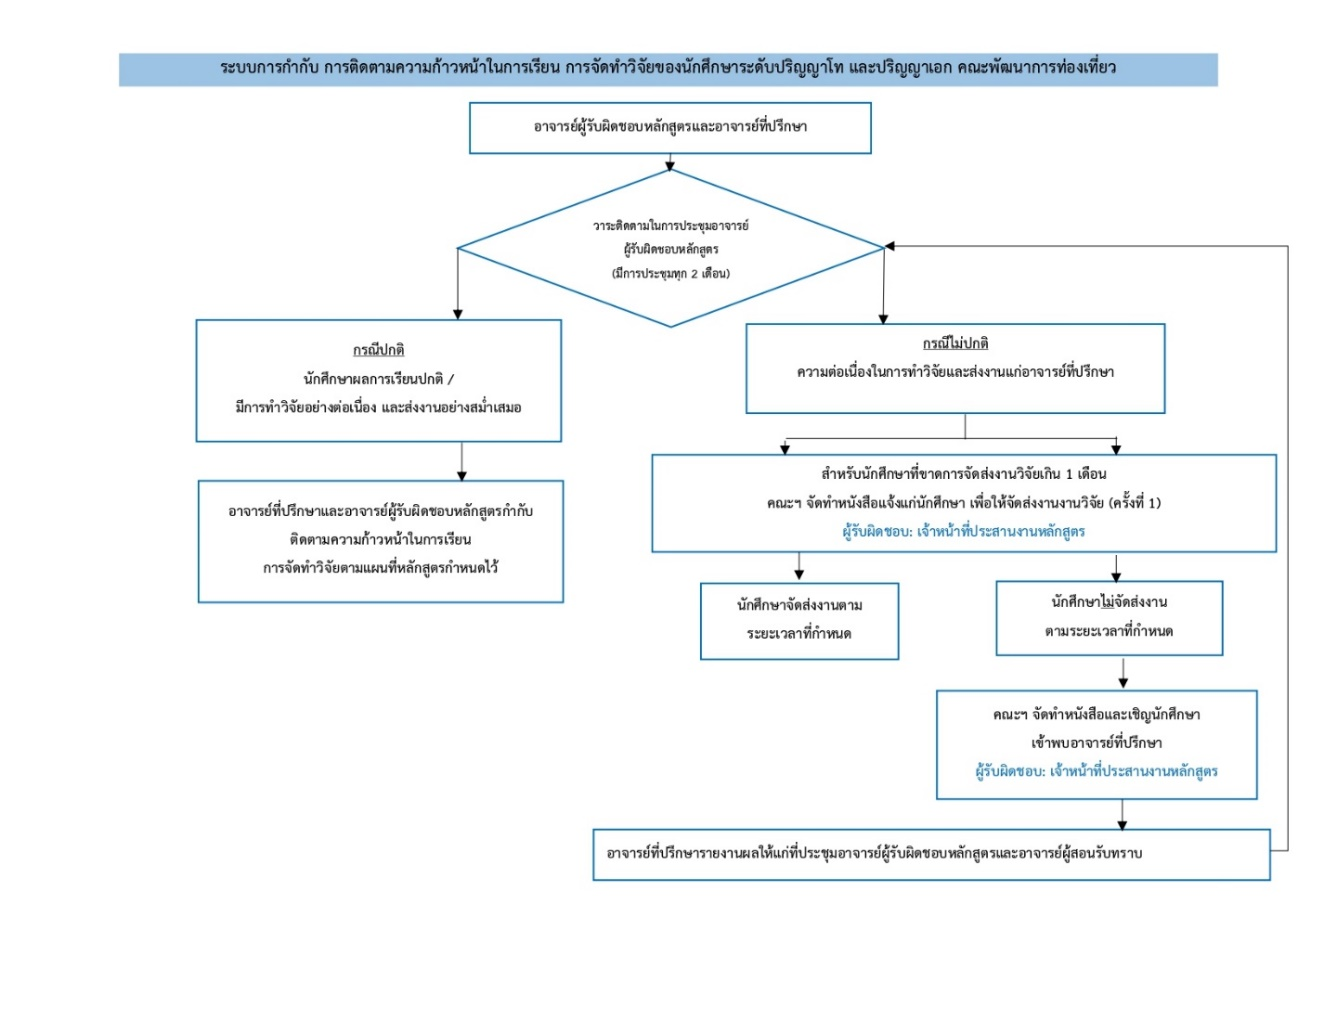 ระบบการกำกับ การติดตามความก้าวหน้าในการเรียน การจัดทำวิจัยของนักศึกษาระดับปริญญาโท และปริญญาเอก คณะพัฒนาการท่องเที่ยว
อาจารย์ผู้รับผิดชอบหลักสูตรและอาจารย์ที่ปรึกษา
วาระติดตามในการประชุมอาจารย์
ผู้รับผิดชอบหลักสูตร
(มีการประชุมทุก 2 เดือน)
กรณีปกติ
นักศึกษาผลการเรียนปกติ /
มีการทำวิจัยอย่างต่อเนื่อง และส่งงานอย่างสม่ำเสมอ
อาจารย์ที่ปรึกษาและอาจารย์ผู้รับผิดชอบหลักสูตรกำกับ
ติดตามความก้าวหน้าในการเรียน
การจัดทำวิจัยตามแผนที่หลักสูตรกำหนดไว้
กรณีไม่ปกติ
ความต่อเนื่องในการทำวิจัยและส่งงานแก่อาจารย์ที่ปรึกษา
สำหรับนักศึกษาที่ขาดการจัดส่งงานวิจัยเกิน 1 เดือน
คณะฯ จัดทำหนังสือแจ้งแก่นักศึกษา เพื่อให้จัดส่งงานงานวิจัย (ครั้งที่ 1)
ผู้รับผิดชอบ: เจ้าหน้าที่ประสานงานหลักสูตร
นักศึกษาจัดส่งงานตาม
ระยะเวลาที่กำหนด
นักศึกษาไม่จัดส่งงาน
ตามระยะเวลาที่กำหนด
คณะฯ จัดทำหนังสือและเชิญนักศึกษา
เข้าพบอาจารย์ที่ปรึกษา
ผู้รับผิดชอบ: เจ้าหน้าที่ประสานงานหลักสูตร
อาจารย์ที่ปรึกษารายงานผลให้แก่ที่ประชุมอาจารย์ผู้รับผิดชอบหลักสูตรและอาจารย์ผู้สอนรับทราบ